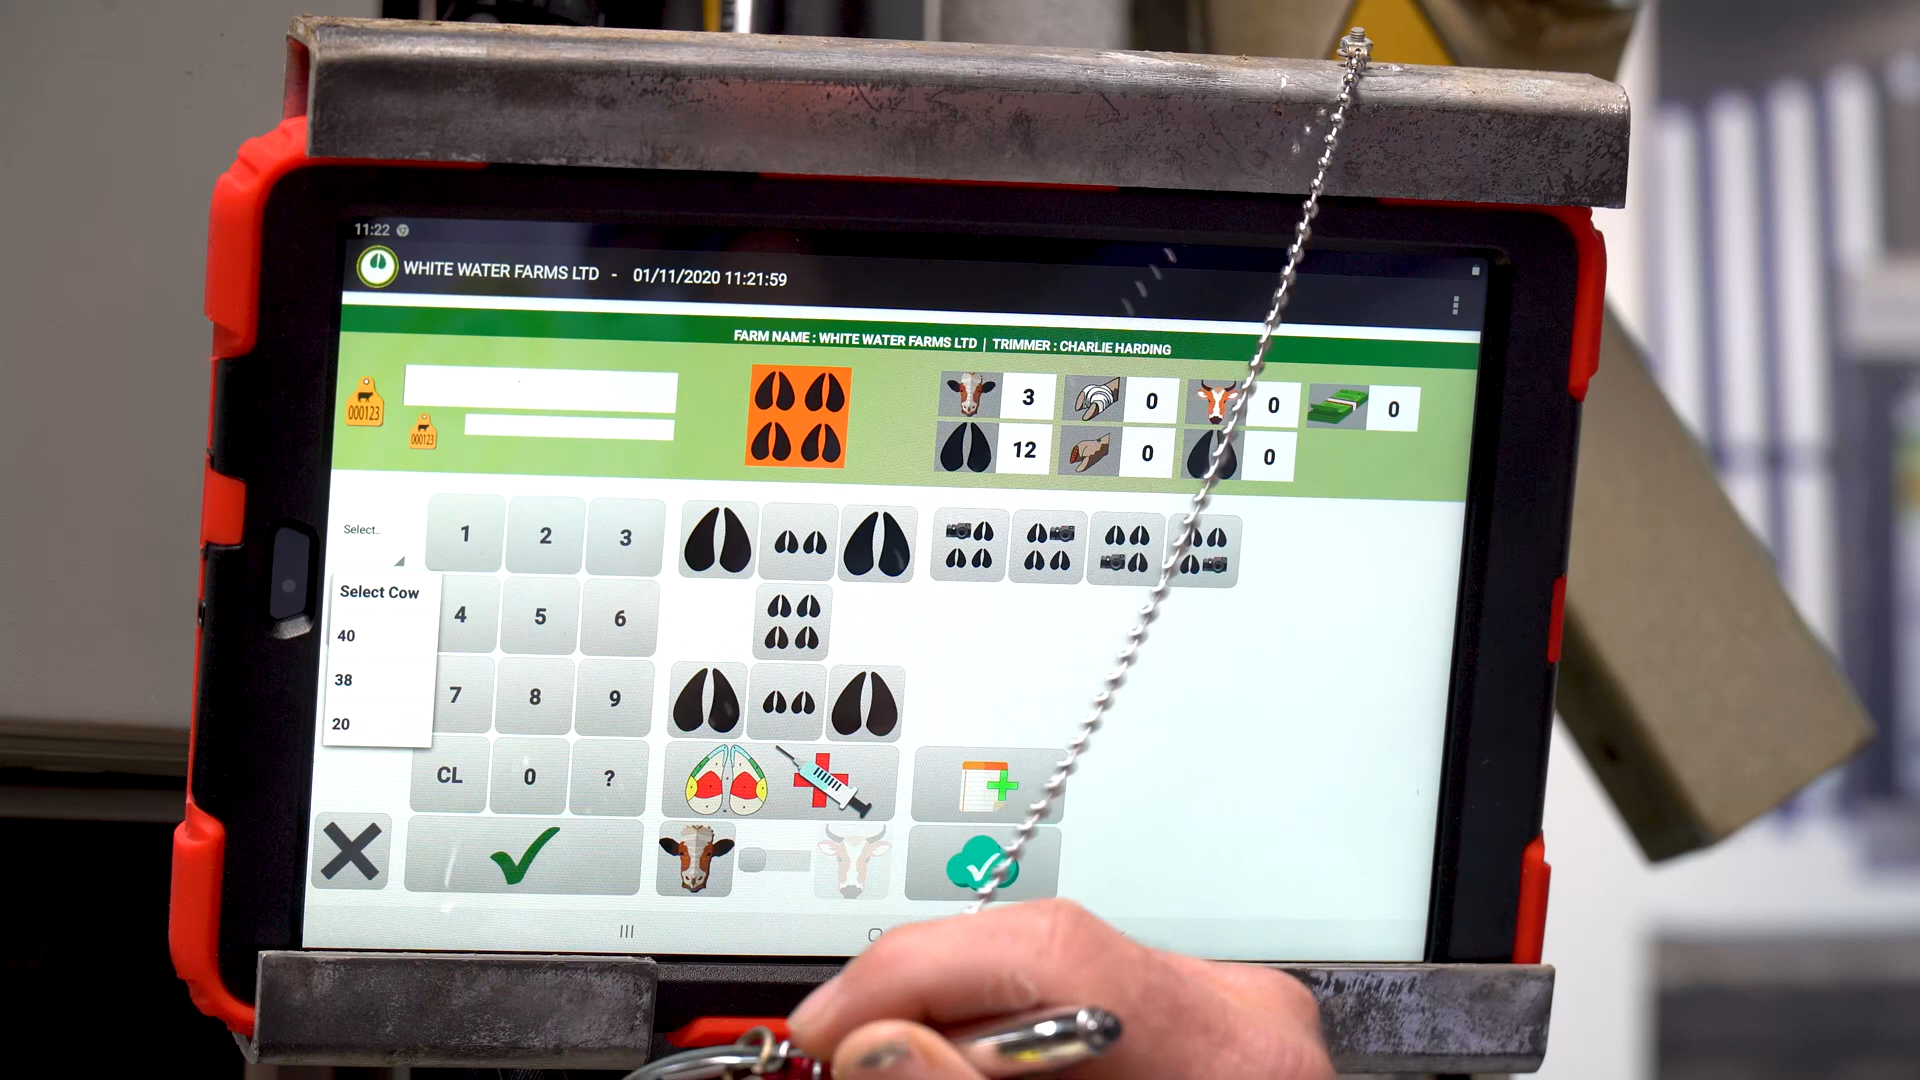 11:22
WHITE WATER FARMS LTD - 01/11/2020 11:21:59
FARM NAME : WHITE WATER FARMS LTD | TRIMMER : CHARLIE HARDING
000123
000123
3 0 0 0
12 0 0
Select..
1 2 3
Select Cow
40
38
20
4 5 6
7 8 9
CL 0 ?